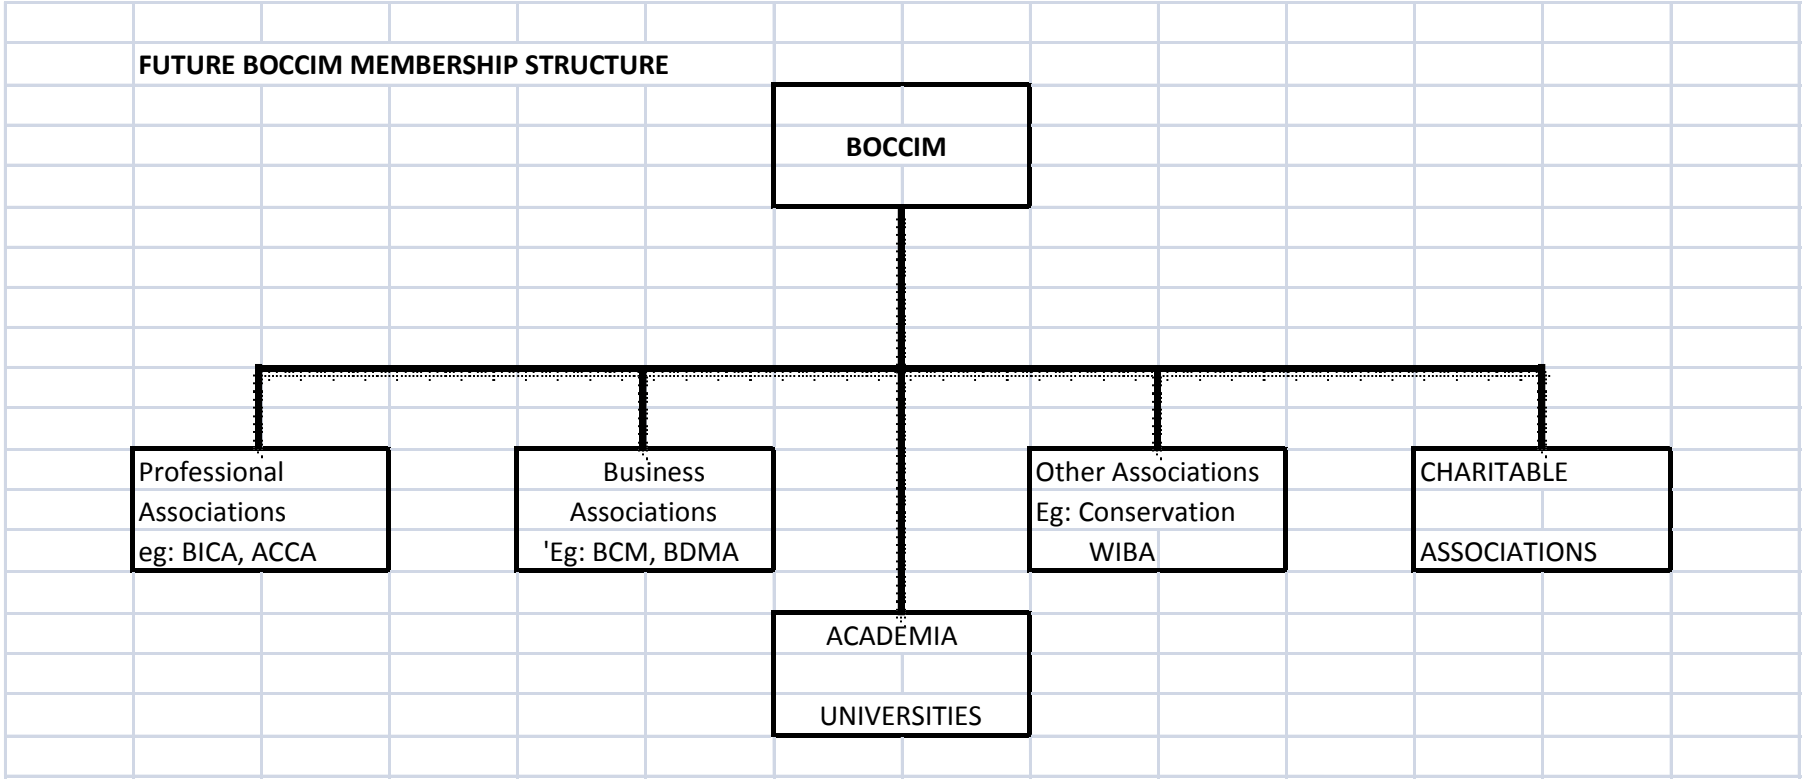 FUTURE BOCCIM MEMBERSHIP STRUCTURE
BOCCIM
Professional
Associations
eg: BICA, ACCA
Business
Associations
'Eg: BCM, BDMA
Other Associations
Eg: Conservation
WIBA
CHARITABLE
ASSOCIATIONS
ACADEMIA
UNIVERSITIES